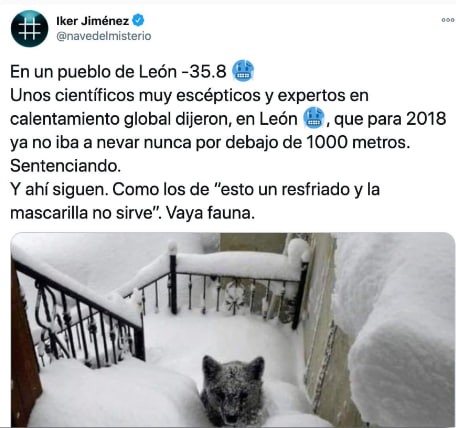 Iker Jiménez
@navedelmisterio
En un pueblo de León -35.8 🥶
Unos científicos muy escépticos y expertos en
calentamiento global dijeron, en León 🥶, que para 2018
ya no iba a nevar nunca por debajo de 1000 metros.
Sentenciando.
Y ahí siguen. Como los de “esto un resfriado y la
mascarilla no sirve”. Vaya fauna.